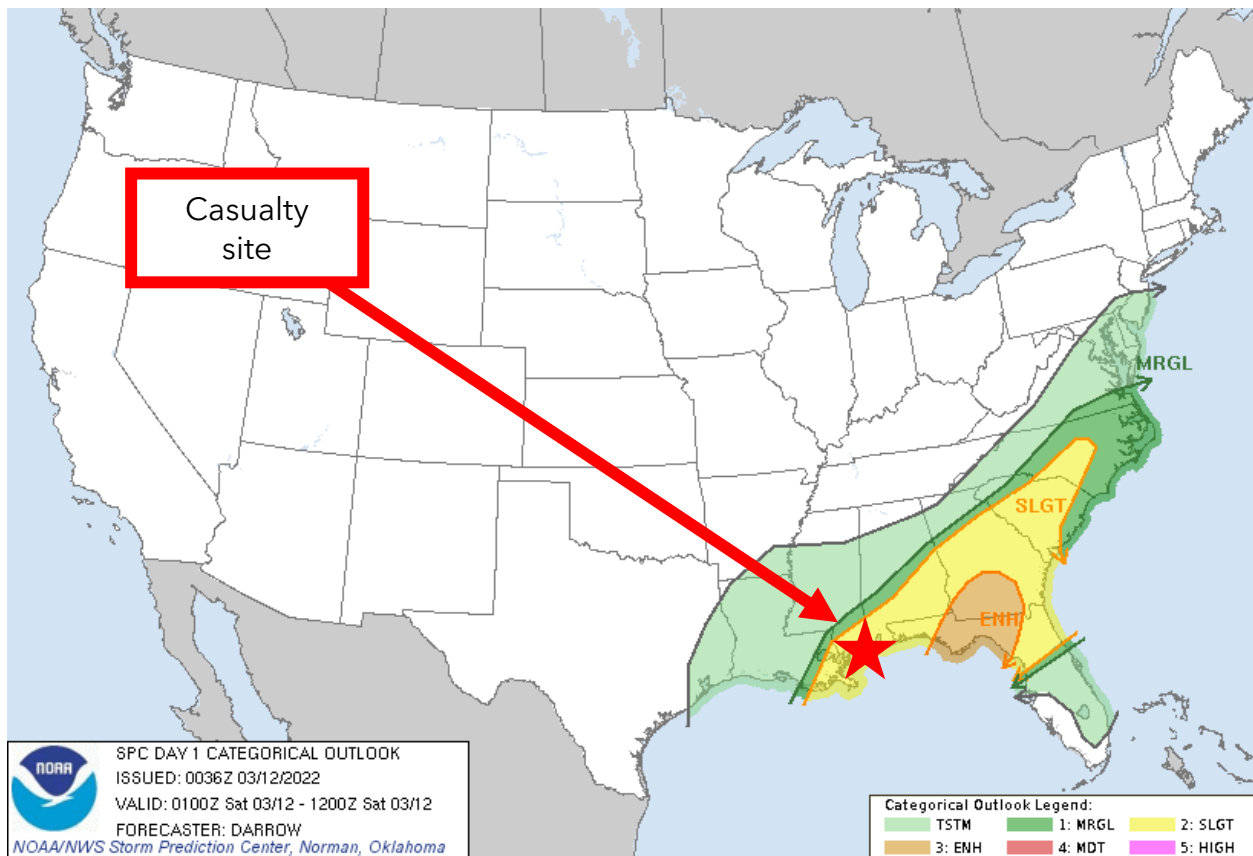 Casualty
site
MRGL
SLGT
ENH
NOAA
SPC DAY 1 CATEGORICAL OUTLOOK
ISSUED: 0036Z 03/12/2022
VALID: 0100Z Sat 03/12 - 1200Z Sat 03/12
FORECASTER: DARROW
NOAA/NWS Storm Prediction Center, Norman, Oklahoma
Categorical Outlook Legend:
TSTM 1: MRGL 2: SLGT
3: ENH 4: MDT 5: HIGH